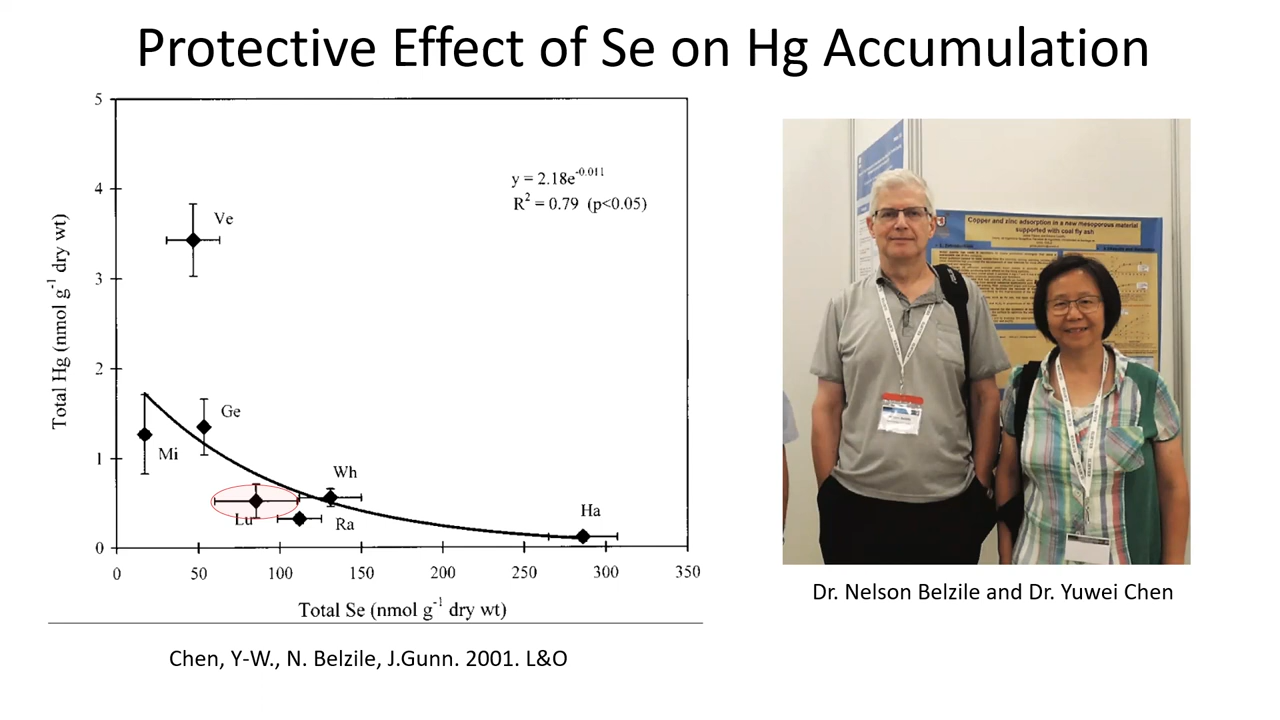 Protective Effect of Se on Hg Accumulation
5
4
3
2
1
0
Total Hg (nmol g-1 dry wt)
y = 2.18e-0.011
R2 = 0.79 (p<0.05)
Ve
Ge
Mi
Wh
Lu
Ra
Ha
0 50 100 150 200 250 300 350
Total Se (nmol g-1 dry wt)
Chen, Y-W., N. Belzile, J.Gunn. 2001. L&O
Copper and zinc adsorption in a new mesoporous material
supported with coal fly ash
Dr. Nelson Belzile and Dr. Yuwei Chen